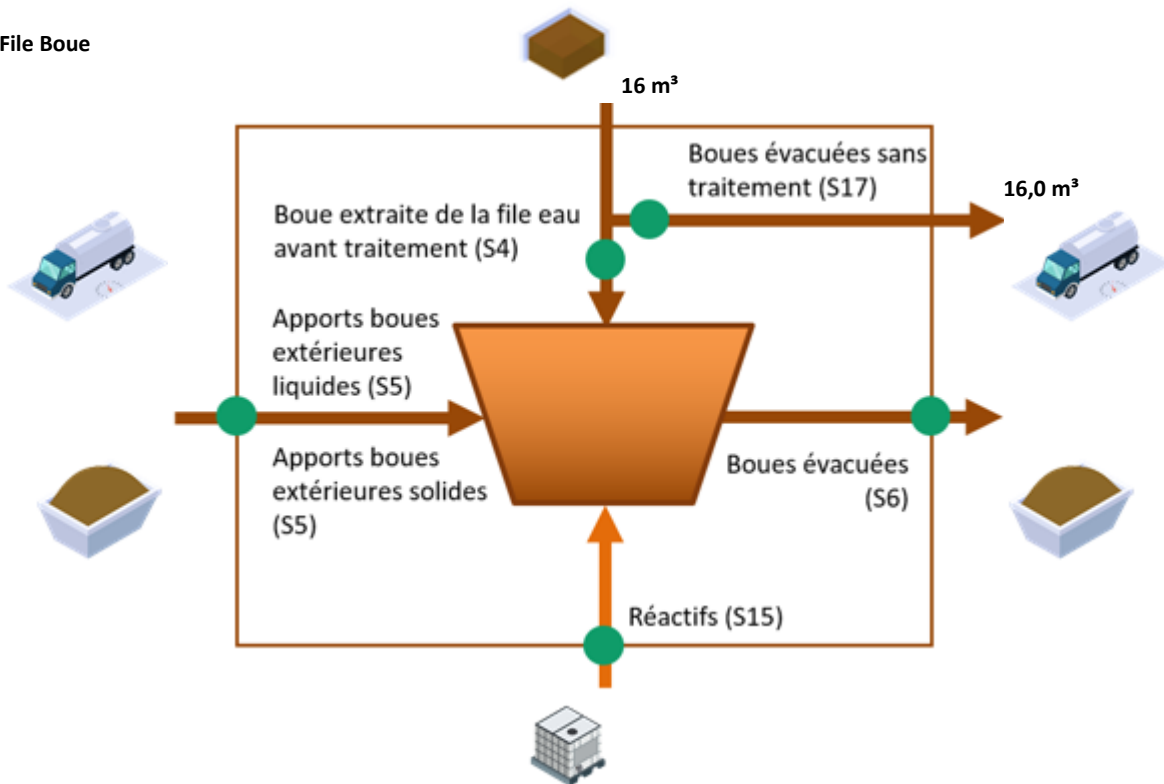 File Boue
16 m³
Boues évacuées sans
traitement (S17)
16,0 m³
Boue extraite de la file eau
avant traitement (S4)
Apports boues
extérieures
liquides (S5)
Apports boues
extérieures solides
(S5)
Boues évacuées
(S6)
Réactifs (S15)